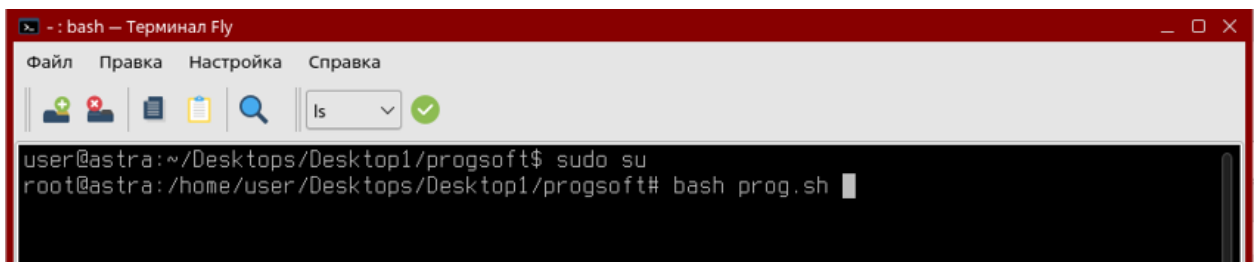 - : bash — Терминал Fly
Файл Правка Настройка Справка
ls
user@astra:~/Desktops/Desktop1/progsoft$ sudo su
root@astra:/home/user/Desktops/Desktop1/progsoft# bash prog.sh